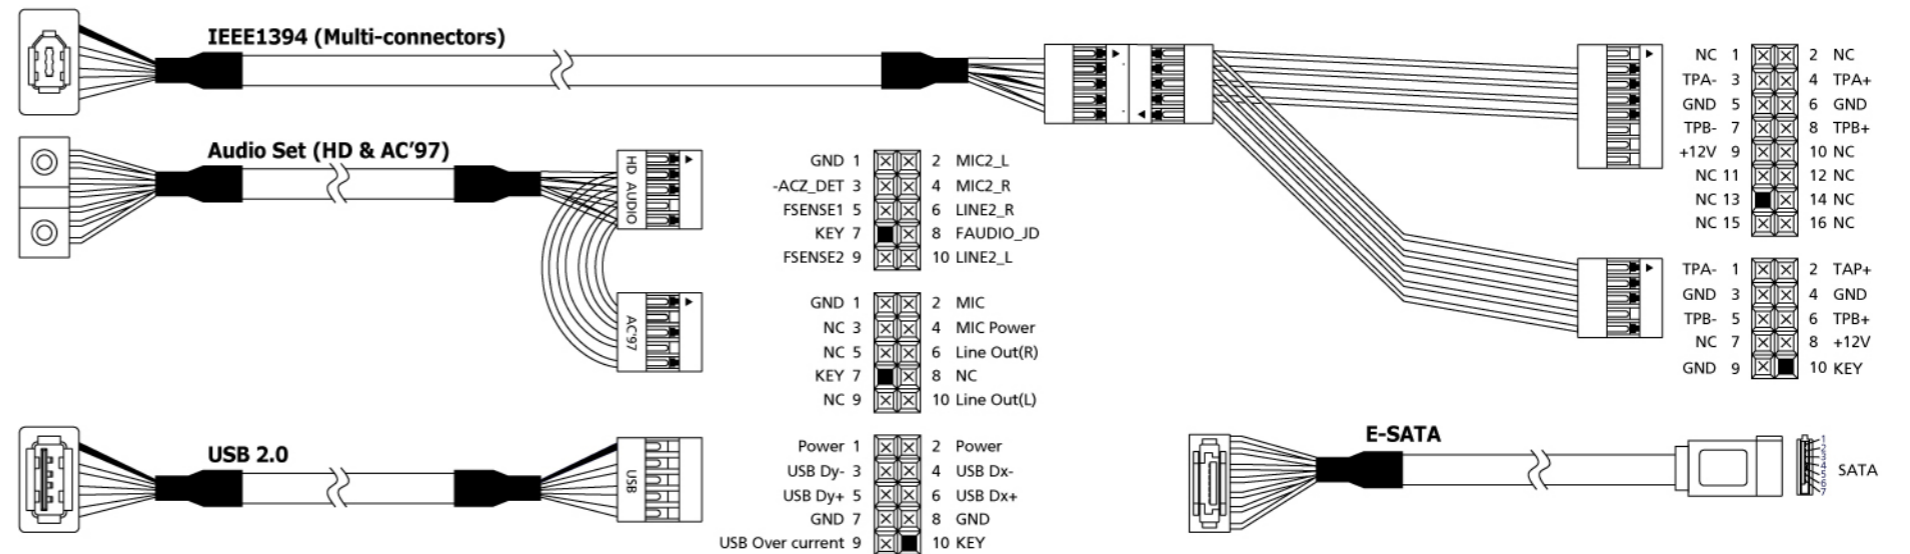 IEEE1394 (Multi-connectors)
NC 1 2 NC
TPA- 3 4 TPA+
GND 5 6 GND
TPB- 7 8 TPB+
+12V 9 10 NC
NC 11 12 NC
NC 13 14 NC
NC 15 16 NC
TPA- 1 2 TAP+
GND 3 4 GND
TPB- 5 6 TPB+
NC 7 8 +12V
GND 9 10 KEY
Audio Set (HD & AC'97)
HD AUDIO
GND 1 2 MIC2_L
-ACZ_DET 3 4 MIC2_R
FSENSE1 5 6 LINE2_R
KEY 7 8 FAUDIO_JD
FSENSE2 9 10 LINE2_L
AC'97
GND 1 2 MIC
NC 3 4 MIC Power
NC 5 6 Line Out(R)
KEY 7 8 NC
NC 9 10 Line Out(L)
USB 2.0
USB
Power 1 2 Power
USB Dy- 3 4 USB Dx-
USB Dy+ 5 6 USB Dx+
GND 7 8 GND
USB Over current 9 10 KEY
E-SATA
1
2
3
4
5
6
7
SATA